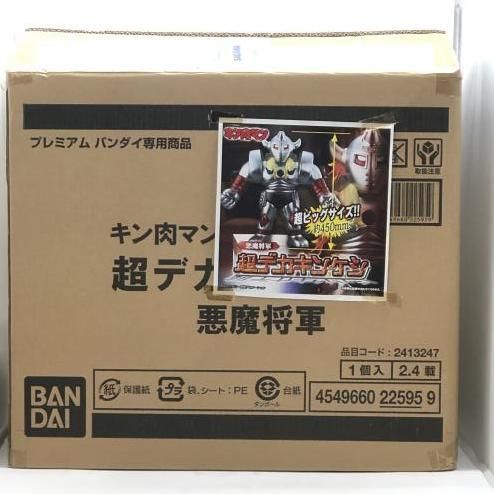 プレミアム バンダイ専用商品
キン肉マン
超デカ
悪魔将軍
キン肉マン
超ビッグサイズ!!
約450mm
悪魔将軍
超デカキンケシ
取扱注意
品目コード:2413247
1個入
2.4 載
BAN
DAI
紙
保護紙
プラ
袋、シート:PE
ダンボール
台紙
4549660 22595 9